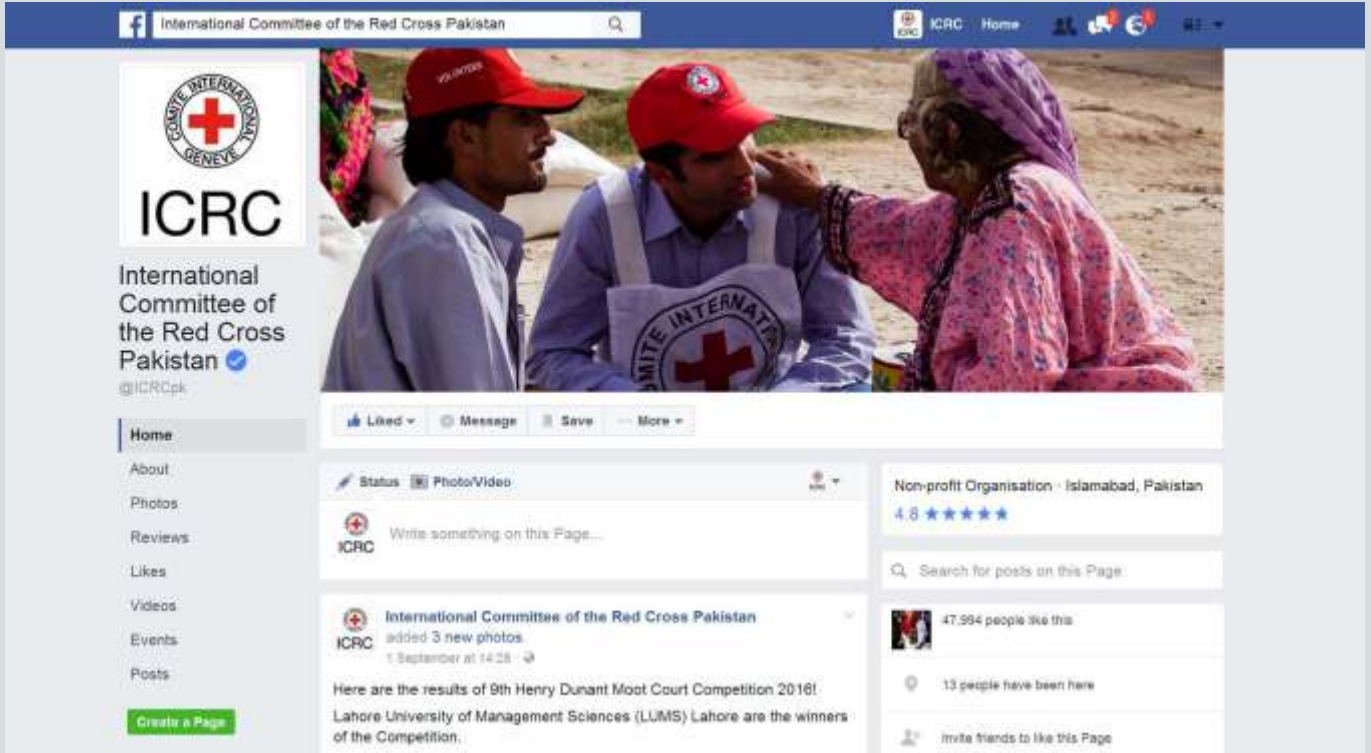 International Committee of the Red Cross Pakistan
ICRC Home
COMITE INTERNATIONAL GENEVE
ICRC
VOLUNTEER
COMITE INTERNAT
International
Committee of
the Red Cross
Pakistan
@ICRCpk
Liked Message Save More
Home
About
Photos
Reviews
Likes
Videos
Events
Posts
Create a Page
Status Photo/Video
ICRC
Write something on this Page...
International Committee of the Red Cross Pakistan
ICRC
added 3 new photos.
1 September at 14:28
Here are the results of 9th Henry Dunant Moot Court Competition 2016!
Lahore University of Management Sciences (LUMS) Lahore are the winners
of the Competition.
Non-profit Organisation · Islamabad, Pakistan
4.8
Search for posts on this Page
47,994 people like this
13 people have been here
Invite friends to like this Page